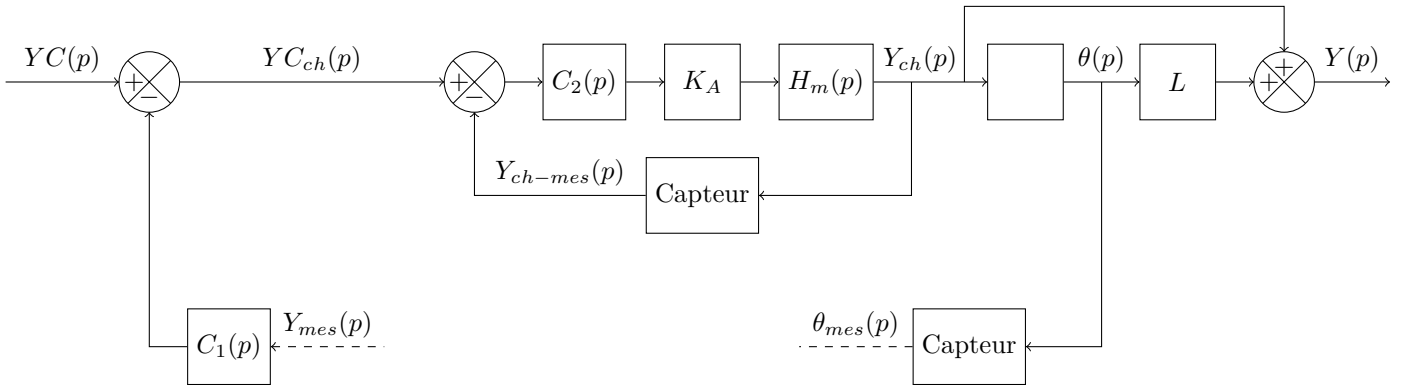 YC(p)
+
−
YC_{ch}(p)
+
−
C_2(p)
K_A
H_m(p)
Y_{ch}(p)
θ(p)
L
+
+
Y(p)
Y_{ch−mes}(p)
Capteur
C_1(p)
Y_{mes}(p)
θ_{mes}(p)
Capteur